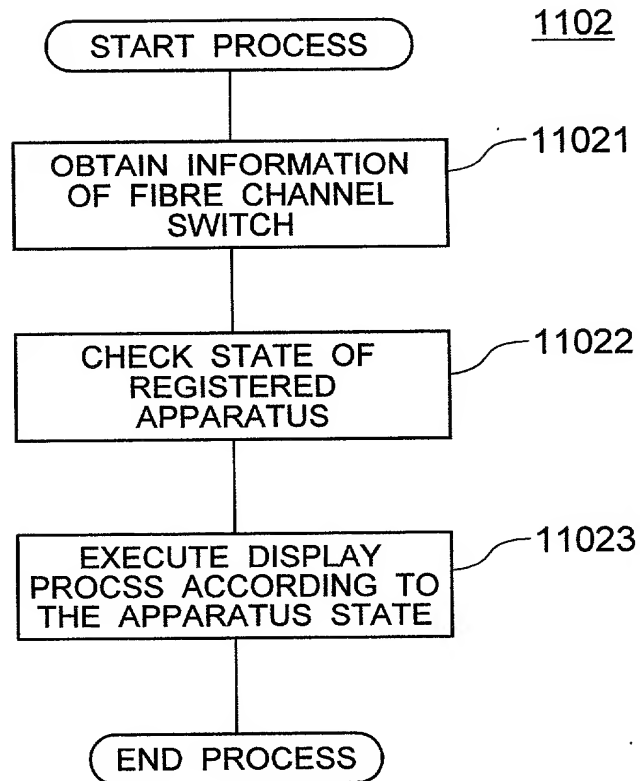 1102
START PROCESS
11021
OBTAIN INFORMATION
OF FIBRE CHANNEL
SWITCH
11022
CHECK STATE OF
REGISTERED
APPARATUS
11023
EXECUTE DISPLAY
PROCSS ACCORDING TO
THE APPARATUS STATE
END PROCESS